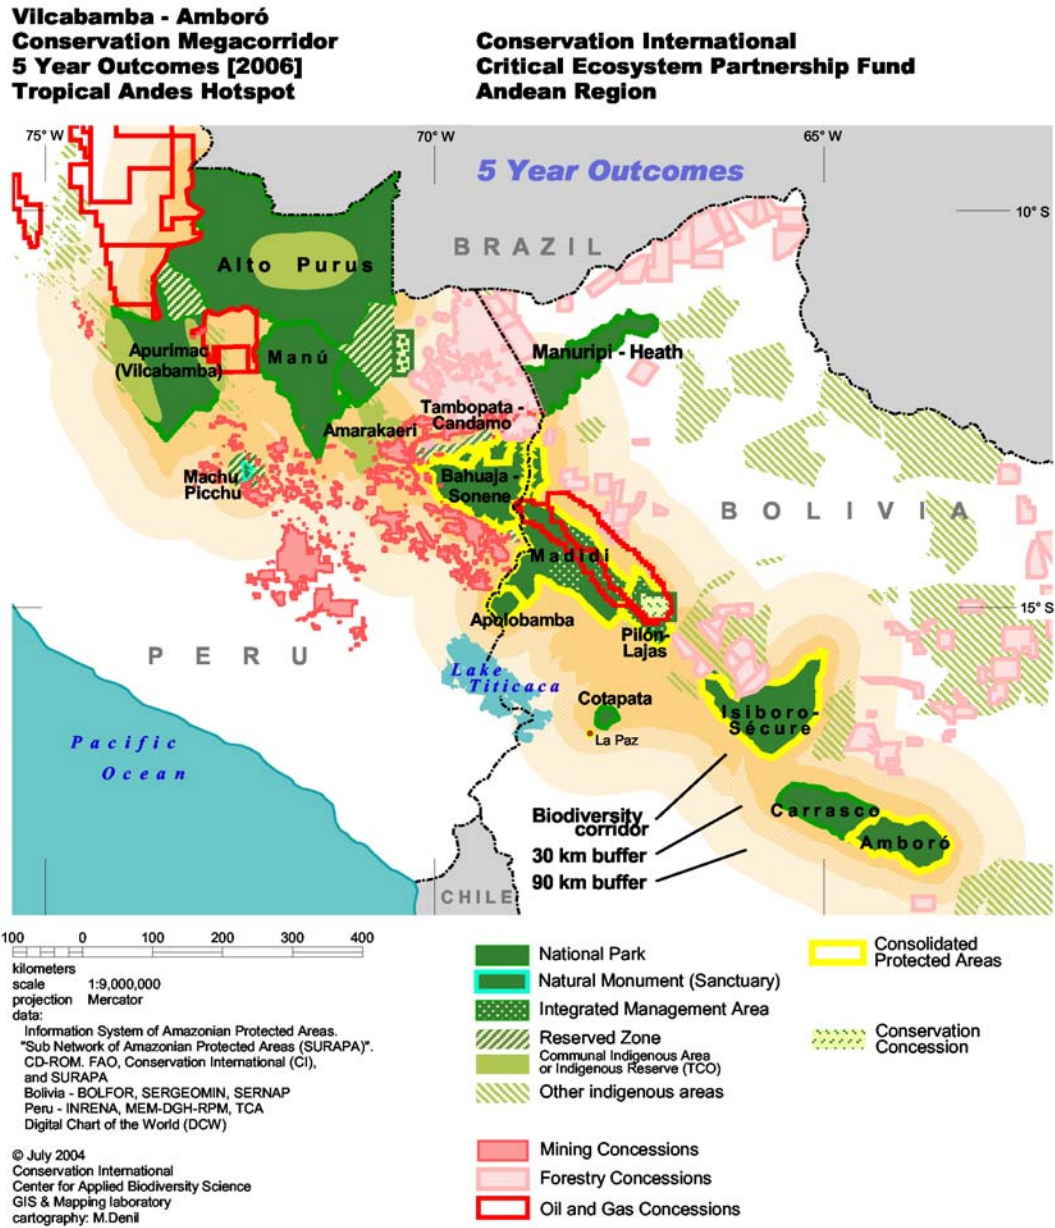 Vilcabamba - Amboró
Conservation Megacorridor
5 Year Outcomes [2006]
Tropical Andes Hotspot
Conservation International
Critical Ecosystem Partnership Fund
Andean Region
75° W
70° W
65° W
5 Year Outcomes
10° S
BRAZIL
Alto Purus
Apurimac
(Vilcabamba)
Manú
Manuripi - Heath
Tambopata -
Candamo
Amarakaeri
Machu
Picchu
Bahuaja -
Sonene
BOLIVIA
Madidi
15° S
Apolobamba
Pilón-
Lajas
PERU
Lake
Titicaca
Cotapata
La Paz
Isiboro-
Sécure
Pacific
Ocean
Biodiversity
corridor
30 km buffer
90 km buffer
Carrasco
Amboró
CHILE
100 0 100 200 300 400
kilometers
scale 1:9,000,000
projection Mercator
data:
Information System of Amazonian Protected Areas.
"Sub Network of Amazonian Protected Areas (SURAPA)".
CD-ROM. FAO, Conservation International (CI),
and SURAPA
Bolivia - BOLFOR, SERGEOMIN, SERNAP
Peru - INRENA, MEM-DGH-RPM, TCA
Digital Chart of the World (DCW)
© July 2004
Conservation International
Center for Applied Biodiversity Science
GIS & Mapping laboratory
cartography: M.Denil
National Park
Natural Monument (Sanctuary)
Integrated Management Area
Reserved Zone
Communal Indigenous Area
or Indigenous Reserve (TCO)
Other indigenous areas
Mining Concessions
Forestry Concessions
Oil and Gas Concessions
Consolidated
Protected Areas
Conservation
Concession